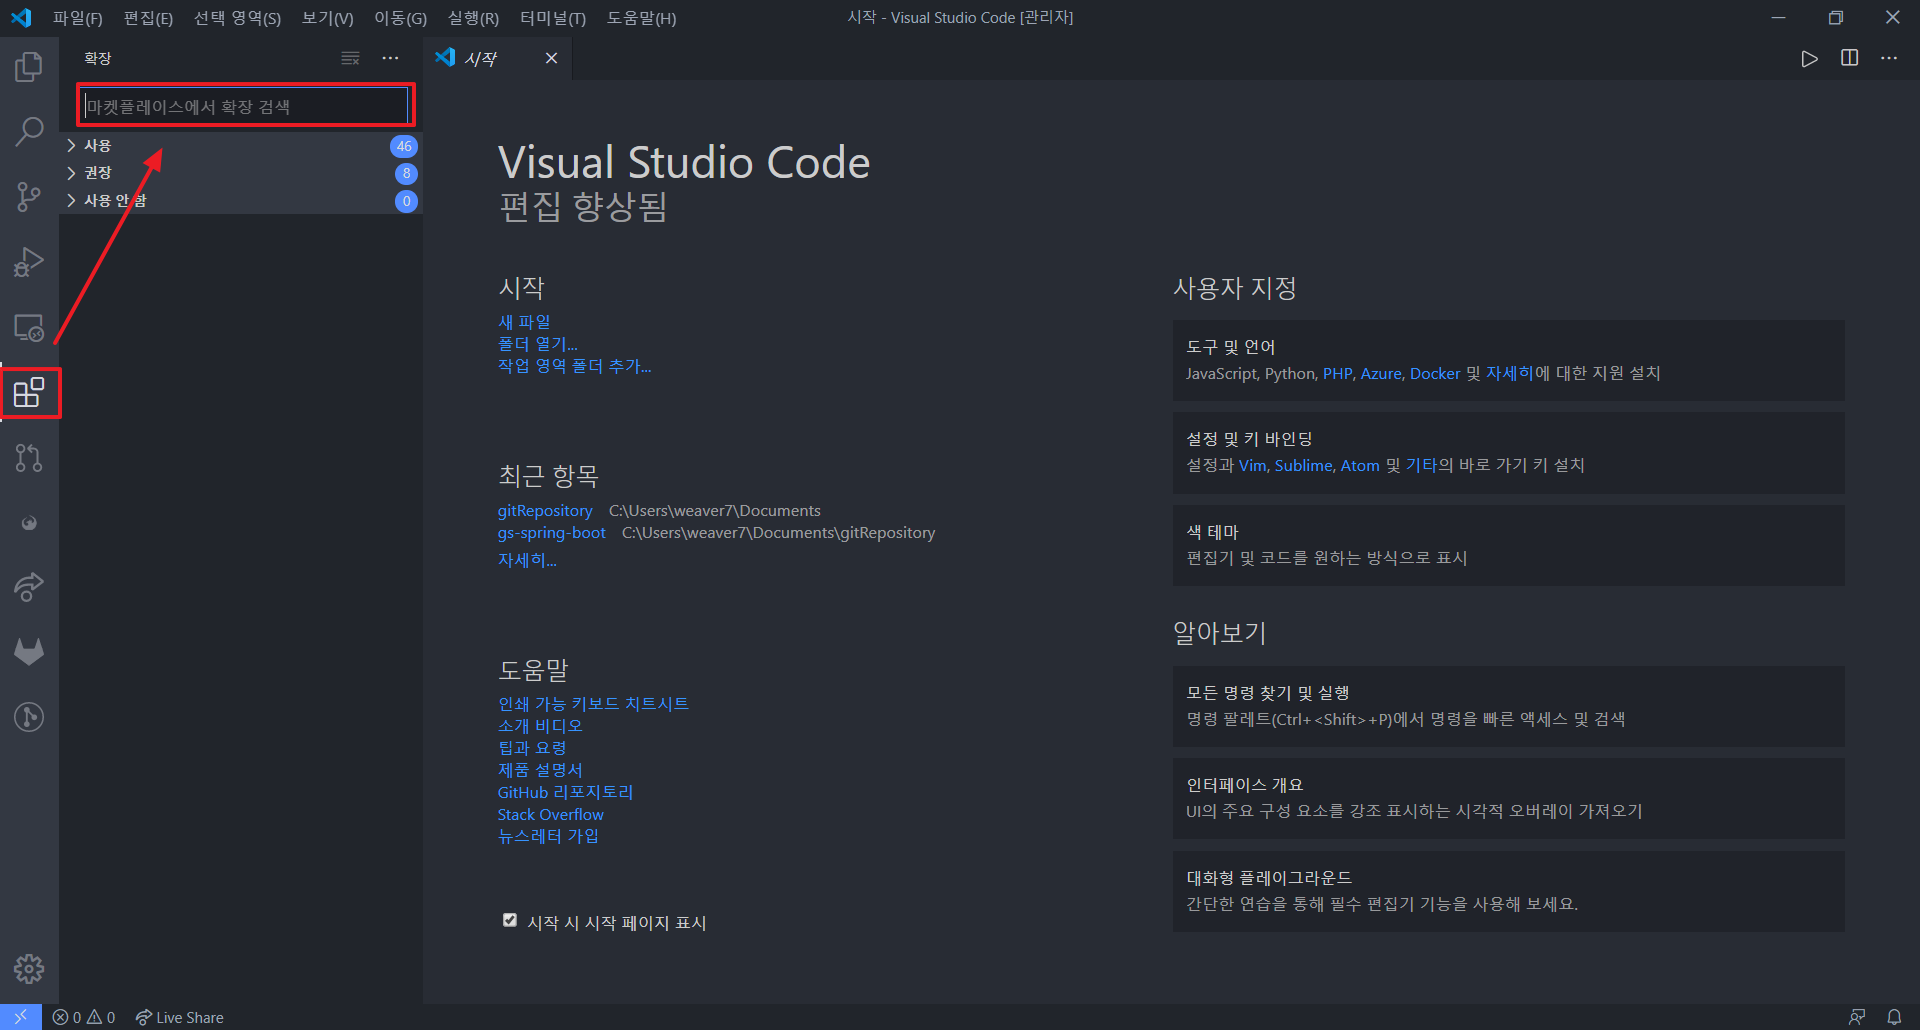 파일(F) 편집(E) 선택 영역(S) 보기(V) 이동(G) 실행(R) 터미널(T) 도움말(H) 시작 - Visual Studio Code [관리자]
확장
시작
마켓플레이스에서 확장 검색
사용 46
권장 8
사용 안 함 0
Visual Studio Code
편집 향상됨
시작
새 파일
폴더 열기...
작업 영역 폴더 추가...
최근 항목
gitRepository C:\Users\weaver7\Documents
gs-spring-boot C:\Users\weaver7\Documents\gitRepository
자세히...
도움말
인쇄 가능 키보드 치트시트
소개 비디오
팁과 요령
제품 설명서
GitHub 리포지토리
Stack Overflow
뉴스레터 가입
시작 시 시작 페이지 표시
사용자 지정
도구 및 언어
JavaScript, Python, PHP, Azure, Docker 및 자세히에 대한 지원 설치
설정 및 키 바인딩
설정과 Vim, Sublime, Atom 및 기타의 바로 가기 키 설치
색 테마
편집기 및 코드를 원하는 방식으로 표시
알아보기
모든 명령 찾기 및 실행
명령 팔레트(Ctrl+<Shift>+P)에서 명령을 빠른 액세스 및 검색
인터페이스 개요
UI의 주요 구성 요소를 강조 표시하는 시각적 오버레이 가져오기
대화형 플레이그라운드
간단한 연습을 통해 필수 편집기 기능을 사용해 보세요.
0 0 Live Share